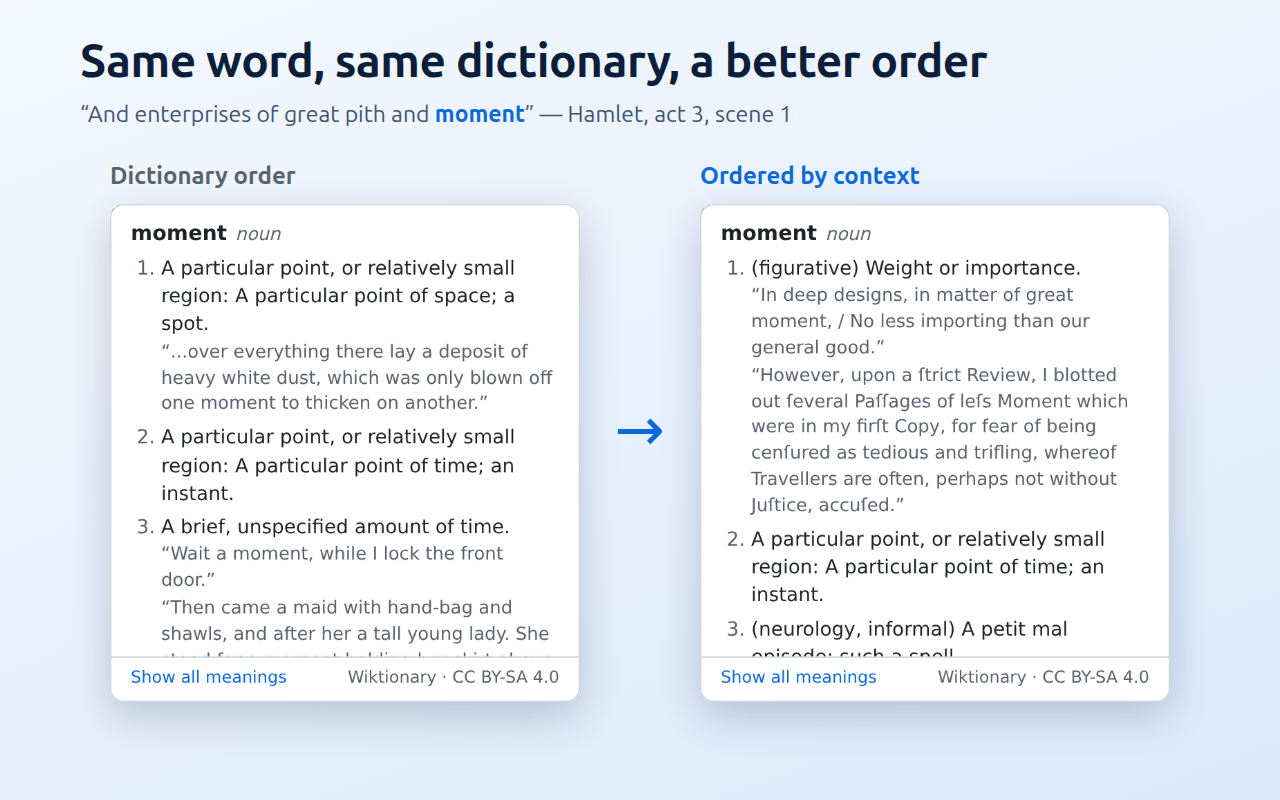 Same word, same dictionary, a better order
“And enterprises of great pith and moment” — Hamlet, act 3, scene 1
Dictionary order
moment noun
1. A particular point, or relatively small
region: A particular point of space; a
spot.
“…over everything there lay a deposit of
heavy white dust, which was only blown off
one moment to thicken on another.”
2. A particular point, or relatively small
region: A particular point of time; an
instant.
3. A brief, unspecified amount of time.
“Wait a moment, while I lock the front
door.”
“Then came a maid with hand-bag and
shawls, and after her a tall young lady. She
stood for a moment holding her skirt above
Show all meanings
Wiktionary · CC BY-SA 4.0
→
Ordered by context
moment noun
1. (figurative) Weight or importance.
“In deep designs, in matter of great
moment, / No less importing than our
general good.”
“However, upon a ſtrict Review, I blotted
out ſeveral Paſſages of leſs Moment which
were in my firſt Copy, for fear of being
cenſured as tedious and trifling, whereof
Travellers are often, perhaps not without
Juſtice, accuſed.”
2. A particular point, or relatively small
region: A particular point of time; an
instant.
3. (neurology, informal) A petit mal
episode; such a spell.
Show all meanings
Wiktionary · CC BY-SA 4.0